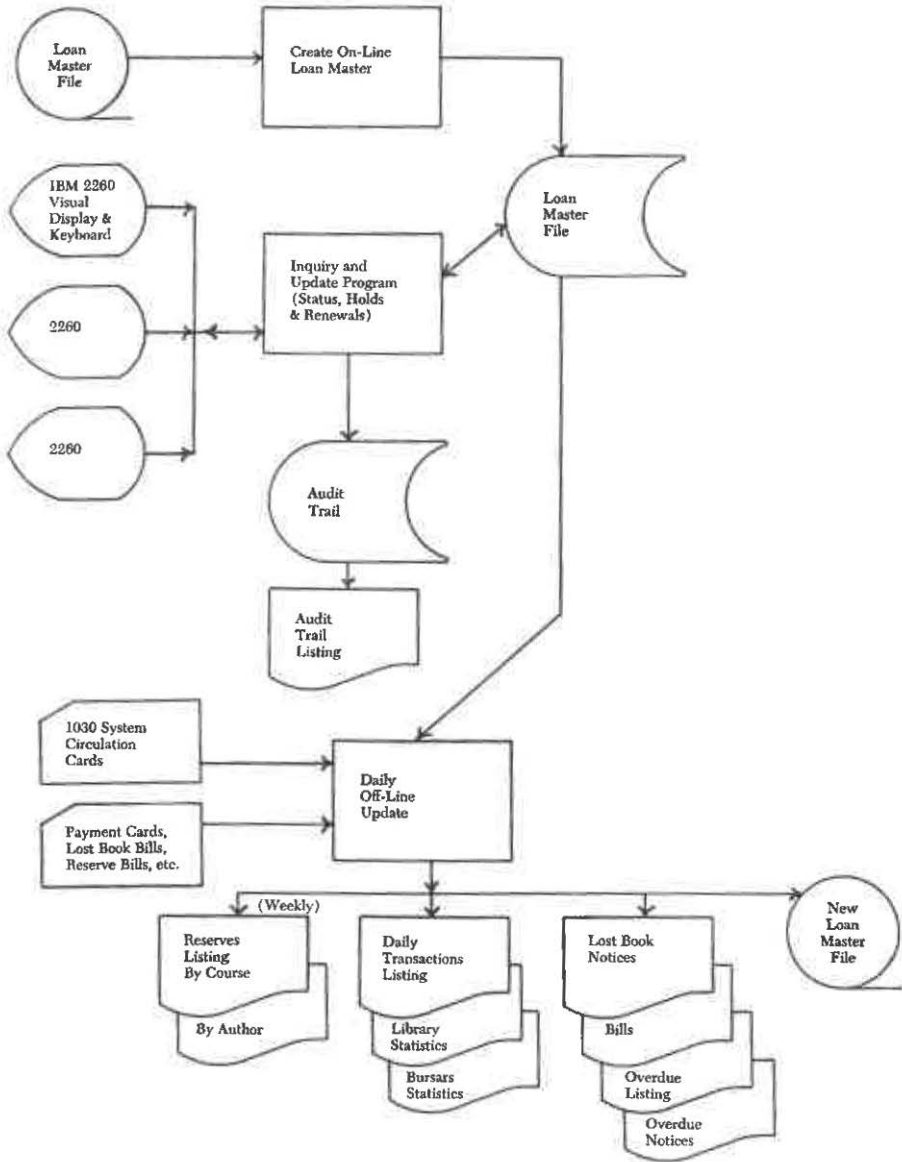 Loan
Master
File
Create On-Line
Loan Master
IBM 2260
Visual
Display &
Keyboard
Loan
Master
File
Inquiry and
Update Program
(Status, Holds
& Renewals)
2260
2260
Audit
Trail
Audit
Trail
Listing
1030 System
Circulation
Cards
Daily
Off-Line
Update
Payment Cards,
Lost Book Bills,
Reserve Bills, etc.
(Weekly)
Reserves
Listing
By Course
By Author
Daily
Transactions
Listing
Library
Statistics
Bursars
Statistics
Lost Book
Notices
Bills
Overdue
Listing
Overdue
Notices
New
Loan
Master
File